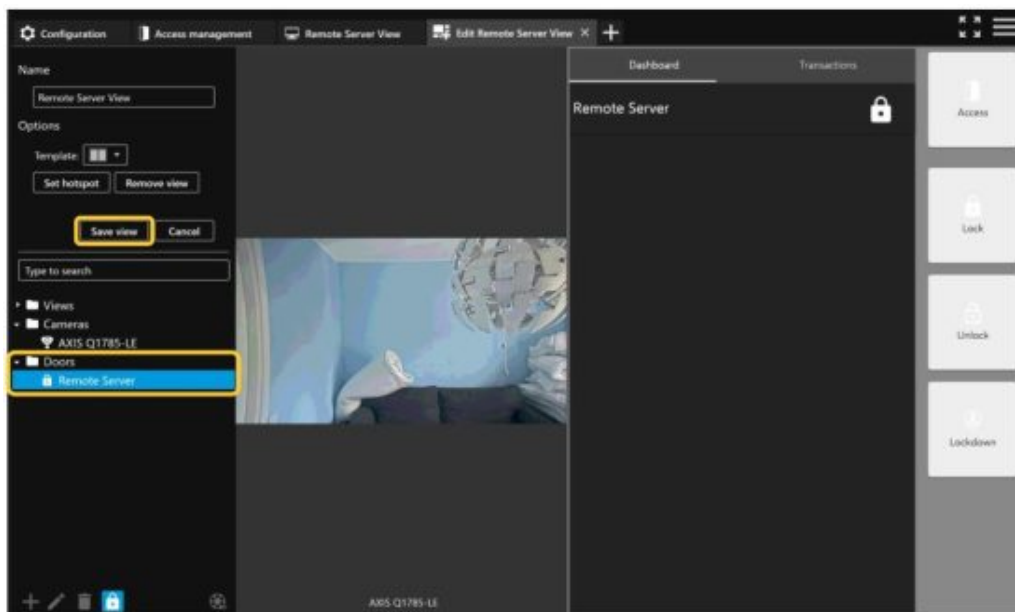 Configuration
Access management
Remote Server View
Edit Remote Server View
Name
Remote Server View
Options
Template:
Set hotspot
Remove view
Save view
Cancel
Type to search
Views
Cameras
AXIS Q1785-LE
Doors
Remote Server
AXIS Q1785-LE
Dashboard
Transactions
Remote Server
Access
Lock
Unlock
Lockdown